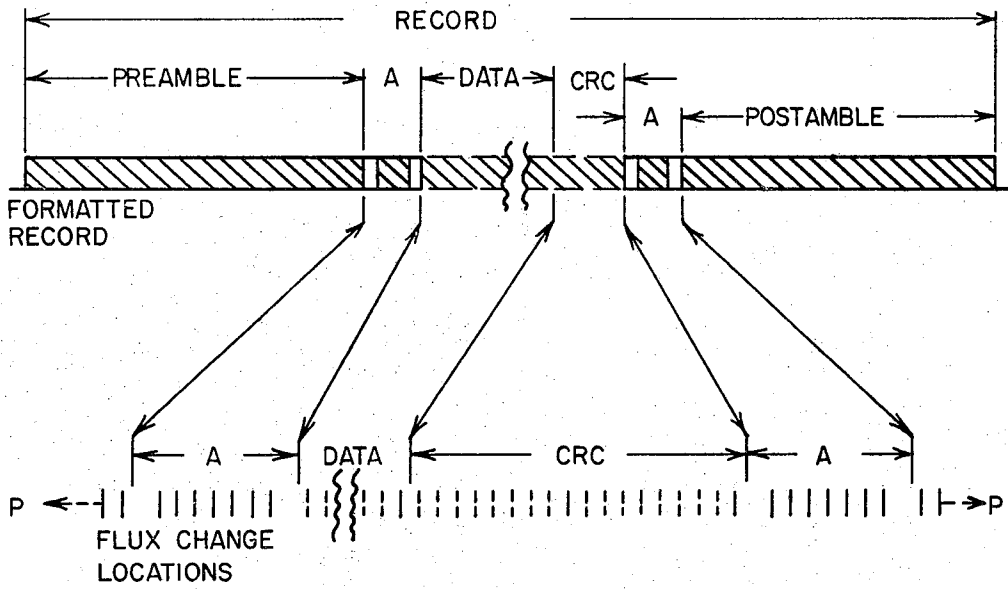 RECORD
PREAMBLE A DATA CRC
A POSTAMBLE
FORMATTED
RECORD
A DATA CRC A
P P
FLUX CHANGE
LOCATIONS